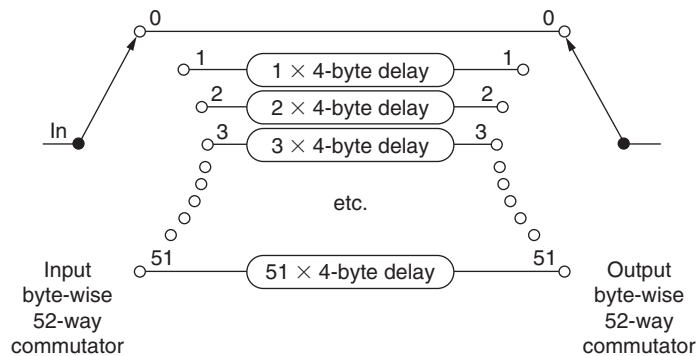 0 0
1 1 × 4-byte delay 1
2 2 × 4-byte delay 2
In 3 3 × 4-byte delay 3
etc.
51 51 × 4-byte delay 51
Input
byte-wise
52-way
commutator
Output
byte-wise
52-way
commutator